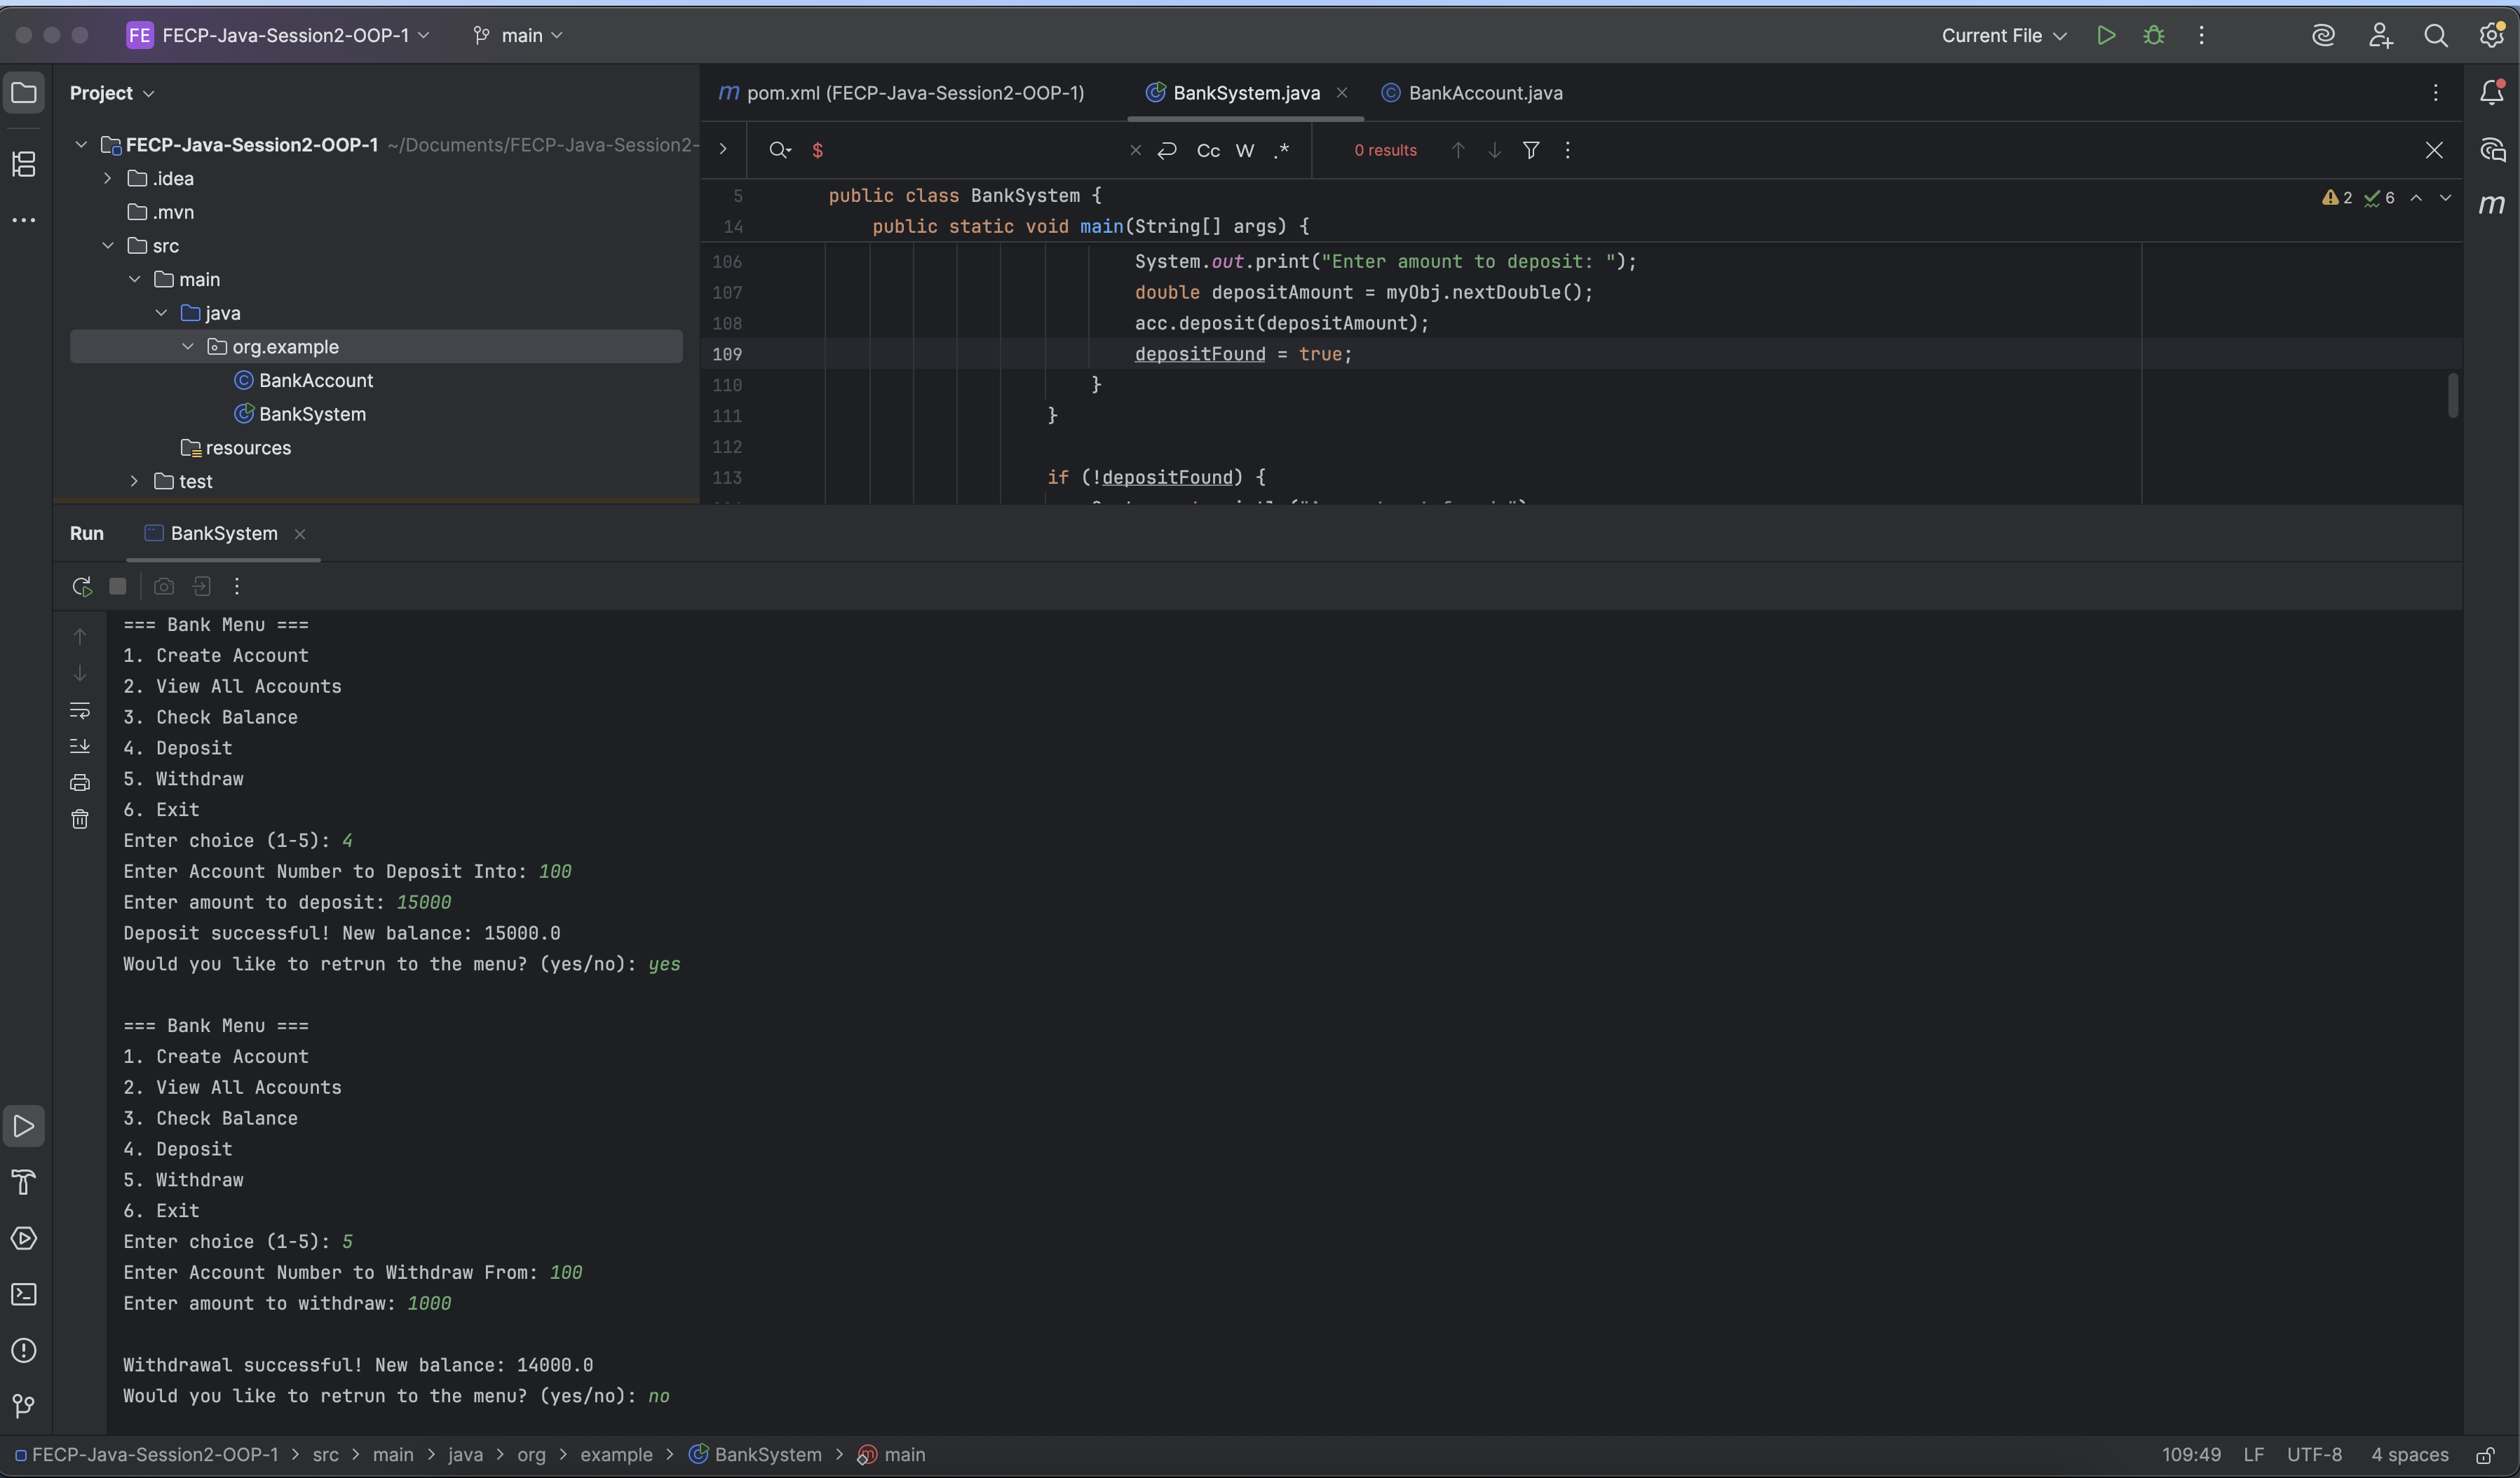 FE FECP-Java-Session2-OOP-1 main Current File
Project
FECP-Java-Session2-OOP-1 ~/Documents/FECP-Java-Session2-
.idea
.mvn
src
main
java
org.example
BankAccount
BankSystem
resources
test
m pom.xml (FECP-Java-Session2-OOP-1) BankSystem.java BankAccount.java
$ Cc W .* 0 results
5 public class BankSystem { 2 6
14 public static void main(String[] args) {
106 System.out.print("Enter amount to deposit: ");
107 double depositAmount = myObj.nextDouble();
108 acc.deposit(depositAmount);
109 depositFound = true;
110 }
111 }
112
113 if (!depositFound) {
m
Run BankSystem
=== Bank Menu ===
1. Create Account
2. View All Accounts
3. Check Balance
4. Deposit
5. Withdraw
6. Exit
Enter choice (1-5): 4
Enter Account Number to Deposit Into: 100
Enter amount to deposit: 15000
Deposit successful! New balance: 15000.0
Would you like to retrun to the menu? (yes/no): yes
=== Bank Menu ===
1. Create Account
2. View All Accounts
3. Check Balance
4. Deposit
5. Withdraw
6. Exit
Enter choice (1-5): 5
Enter Account Number to Withdraw From: 100
Enter amount to withdraw: 1000
Withdrawal successful! New balance: 14000.0
Would you like to retrun to the menu? (yes/no): no
FECP-Java-Session2-OOP-1 > src > main > java > org > example > BankSystem > main 109:49 LF UTF-8 4 spaces